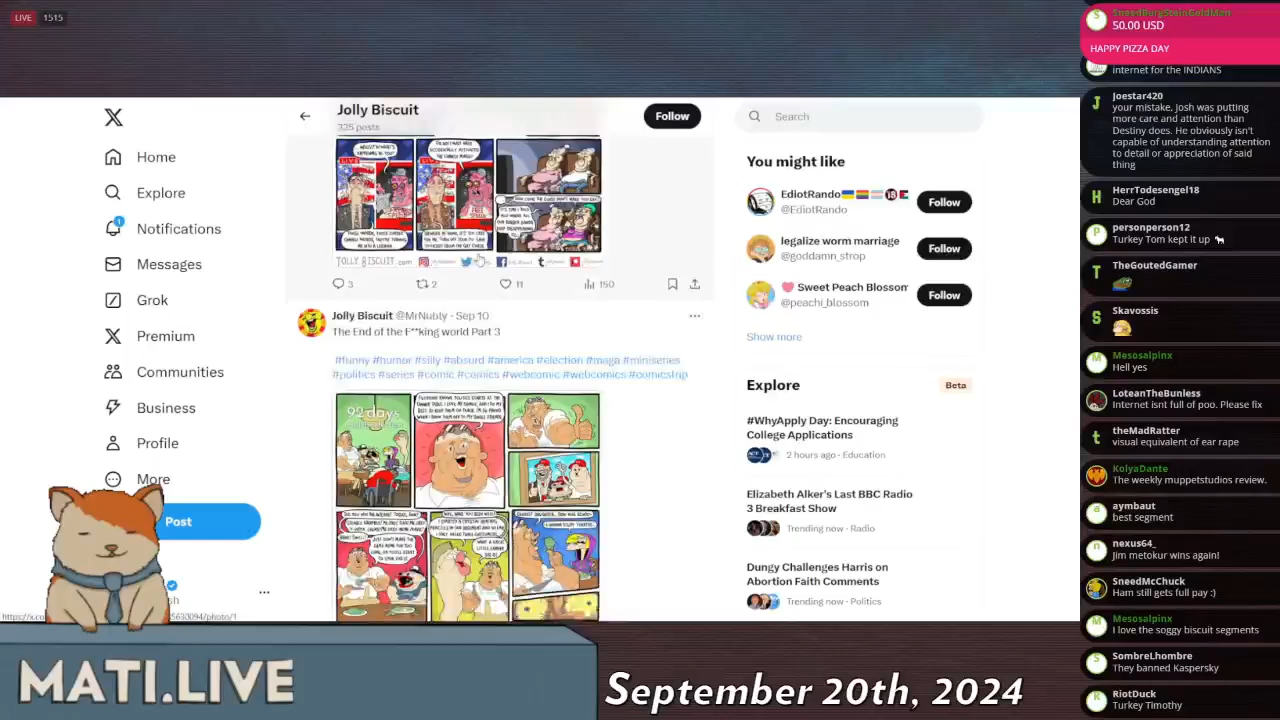 LIVE 1515
Home
Explore
1
Notifications
Messages
Grok
Premium
Communities
Business
Profile
More
Post
Jolly Biscuit
325 posts
Follow
JOLLY BISCUIT.com
3 2 11 150
Jolly Biscuit @MrNubly - Sep 10
The End of the F**king world Part 3
#funny #humor #silly #absurd #america #election #maga #miniseries
#politics #series #comic #comics #webcomic #webcomics #comicstrip
92 days
Search
You might like
EdiotRando
@EdiotRando
Follow
legalize worm marriage
@goddamn_strop
Follow
Sweet Peach Blossom
@peachi_blossom
Follow
Show more
Explore
Beta
#WhyApply Day: Encouraging
College Applications
2 hours ago - Education
Elizabeth Alker's Last BBC Radio
3 Breakfast Show
Trending now - Radio
Dungy Challenges Harris on
Abortion Faith Comments
Trending now - Politics
MATI.LIVE
September 20th, 2024
SneedBurgSteinGoldMan
50.00 USD
HAPPY PIZZA DAY
internet for the INDIANS
Joestar420
your mistake, Josh was putting
more care and attention than
Destiny does. He obviously isn't
capable of understanding attention
to detail or appreciation of said
thing
HerrTodesengel18
Dear God
personperson12
Turkey Tom kept it up
TheGoutedGamer
Skavossis
Mesosalpinx
Hell yes
LoteanTheBunless
Internet isnt full of poo. Please fix
theMadRatter
visual equivalent of ear rape
KolyaDante
The weekly muppetstudios review.
aymbaut
best segment
nexus64_
Jim metokur wins again!
SneedMcChuck
Ham still gets full pay :)
Mesosalpinx
I love the soggy biscuit segments
SombreLhombre
They banned Kaspersky
RiotDuck
Turkey Timothy